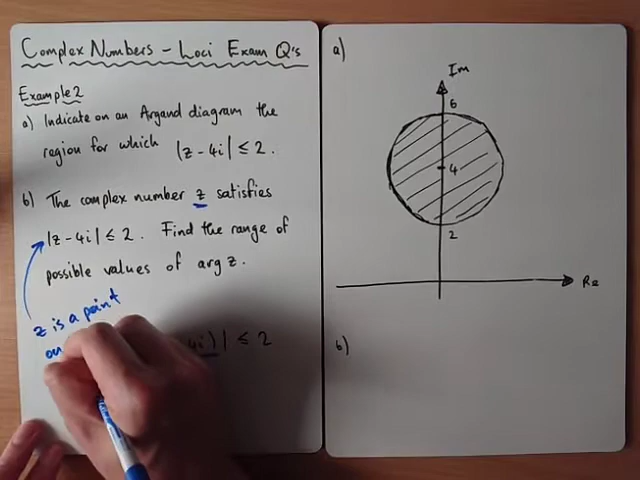 Complex Numbers - Loci Exam Q's
Example 2
a) Indicate on an Argand diagram the
region for which |z - 4i| ≤ 2.
b) The complex number z satisfies
|z - 4i| ≤ 2. Find the range of
possible values of arg z.
z is a point
on
4i)| ≤ 2
a)
Im
6
4
2
Re
b)